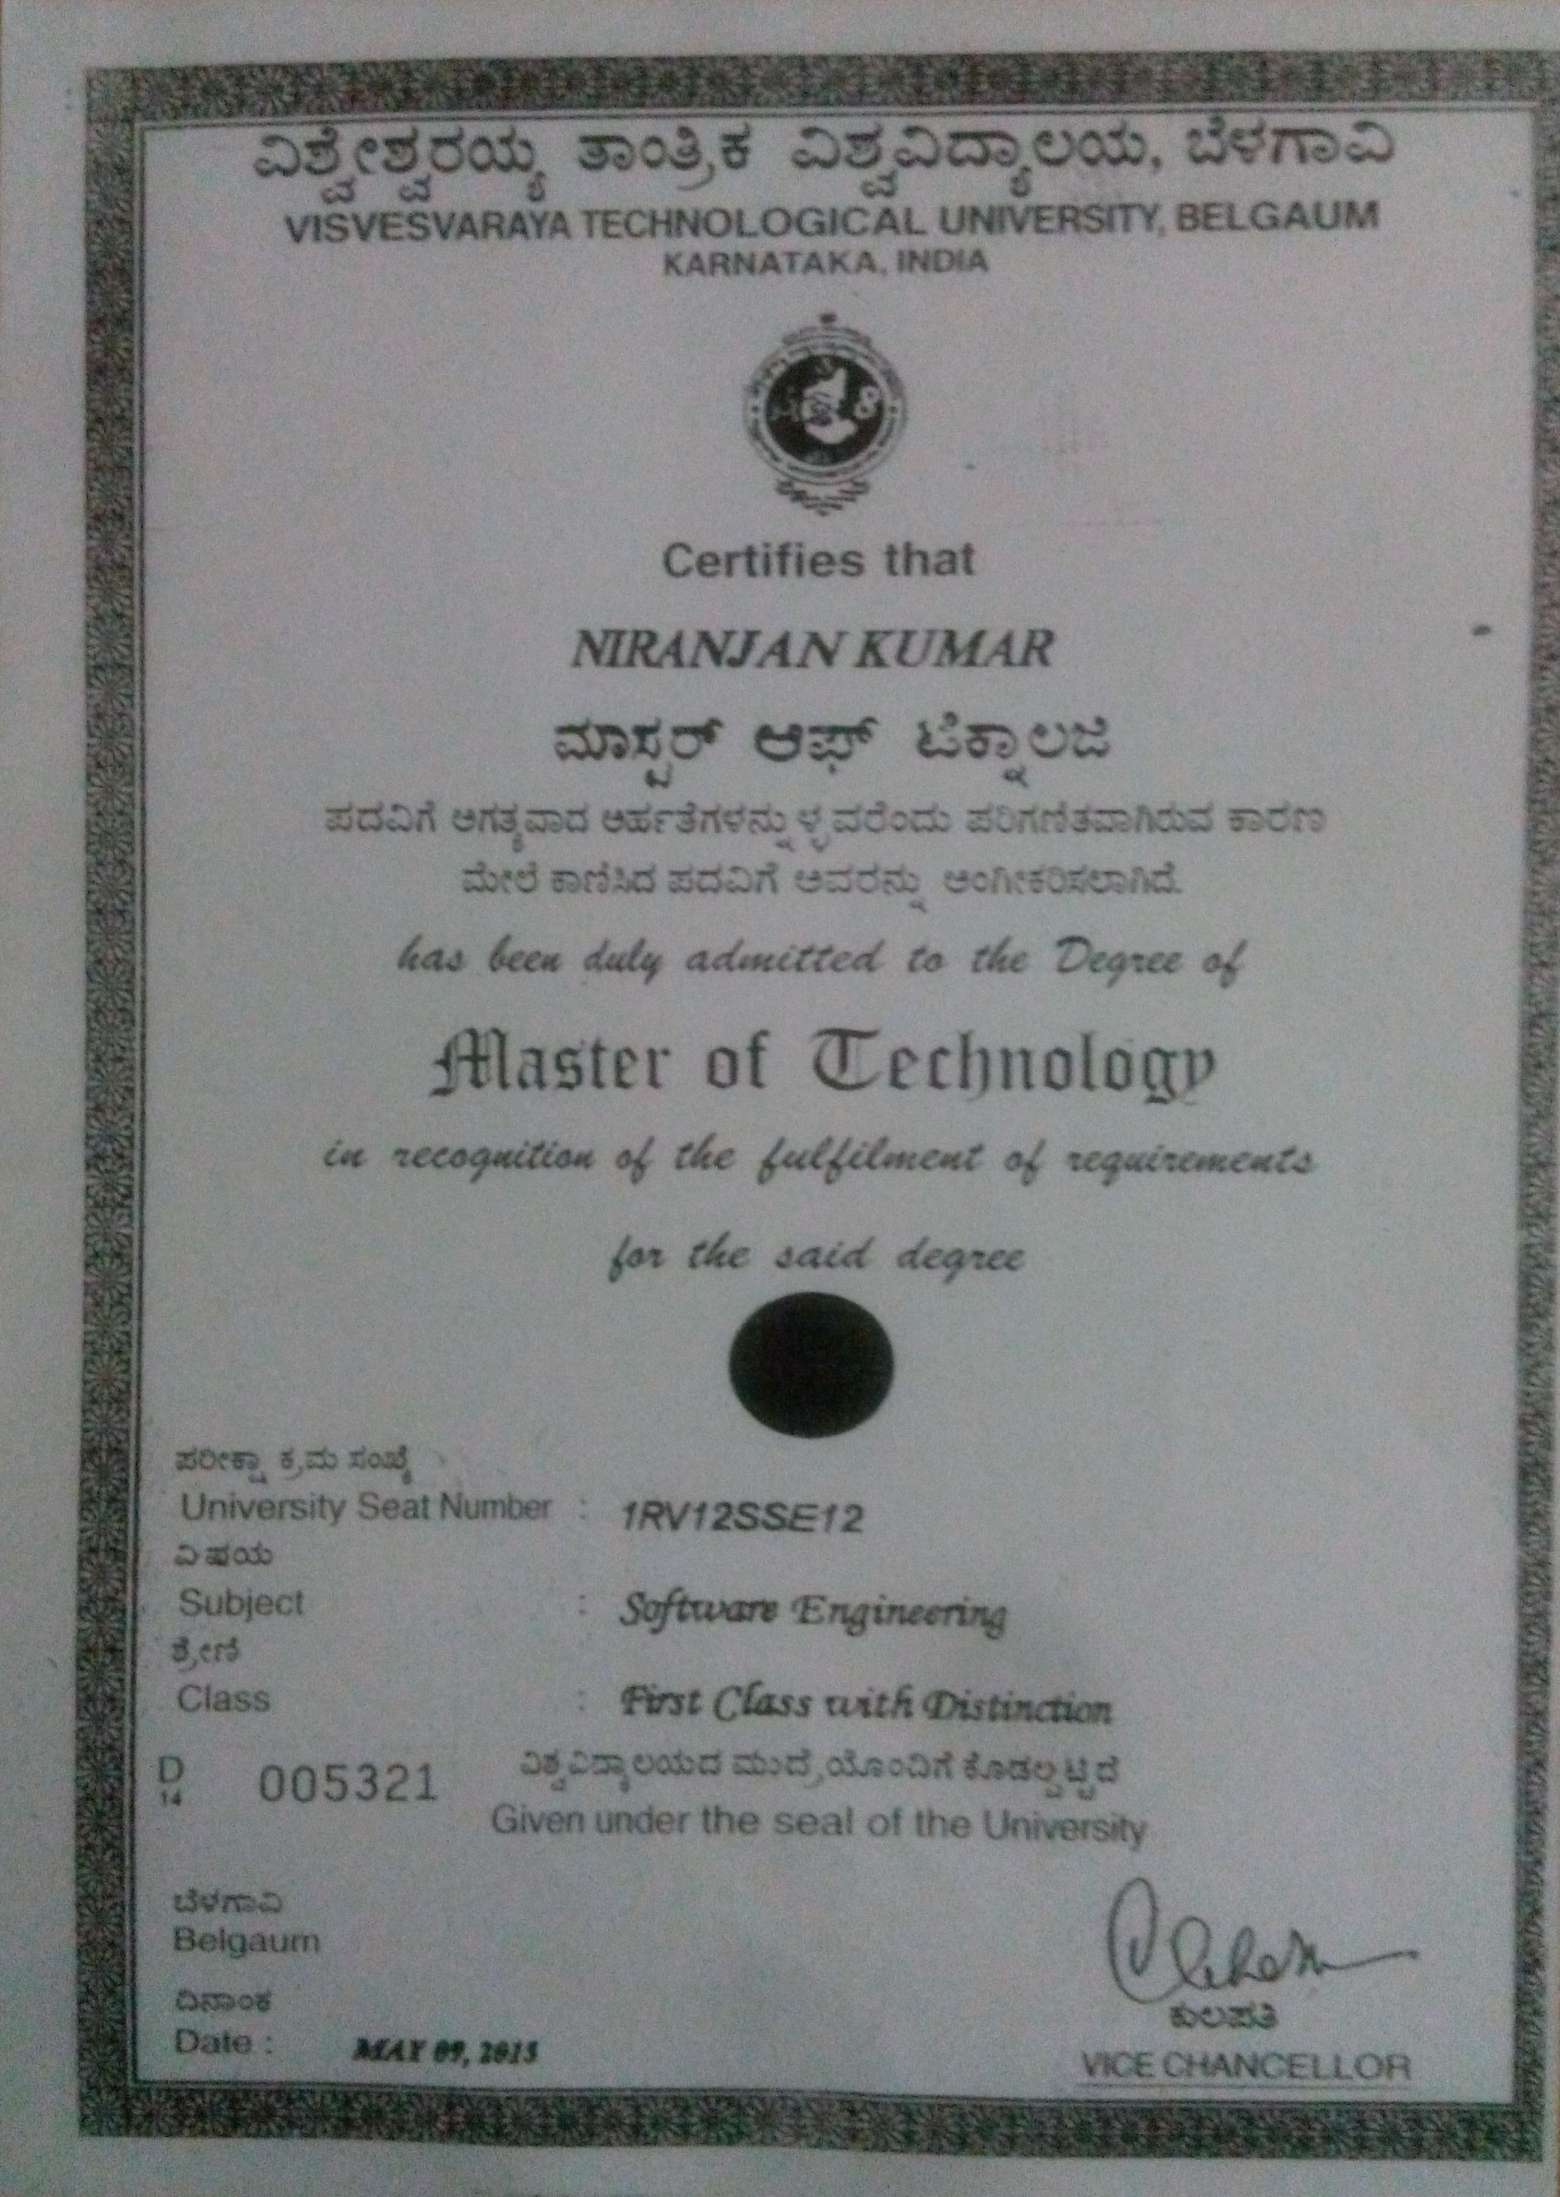 ವಿಶ್ವೇಶ್ವರಯ್ಯ ತಾಂತ್ರಿಕ ವಿಶ್ವವಿದ್ಯಾಲಯ, ಬೆಳಗಾವಿ
VISVESVARAYA TECHNOLOGICAL UNIVERSITY, BELGAUM
KARNATAKA, INDIA
Certifies that
NIRANJAN KUMAR
ಮಾಸ್ಟರ್ ಆಫ್ ಟೆಕ್ನಾಲಜಿ
ಪದವಿಗೆ ಅಗತ್ಯವಾದ ಅರ್ಹತೆಗಳನ್ನುಳ್ಳವರೆಂದು ಪರಿಗಣಿತವಾಗಿರುವ ಕಾರಣ
ಮೇಲೆ ಕಾಣಿಸಿದ ಪದವಿಗೆ ಅವರನ್ನು ಅಂಗೀಕರಿಸಲಾಗಿದೆ.
has been duly admitted to the Degree of
Master of Technology
in recognition of the fulfilment of requirements
for the said degree
ಪರೀಕ್ಷಾ ಕ್ರಮ ಸಂಖ್ಯೆ
University Seat Number : 1RV12SSE12
ವಿಷಯ
Subject : Software Engineering
ಶ್ರೇಣಿ
Class : First Class with Distinction
D 14 005321
ವಿಶ್ವವಿದ್ಯಾಲಯದ ಮುದ್ರೆಯೊಂದಿಗೆ ಕೊಡಲ್ಪಟ್ಟಿದೆ
Given under the seal of the University
ಬೆಳಗಾವಿ
Belgaum
ದಿನಾಂಕ
Date : MAY 09, 2015
ಕುಲಪತಿ
VICE CHANCELLOR